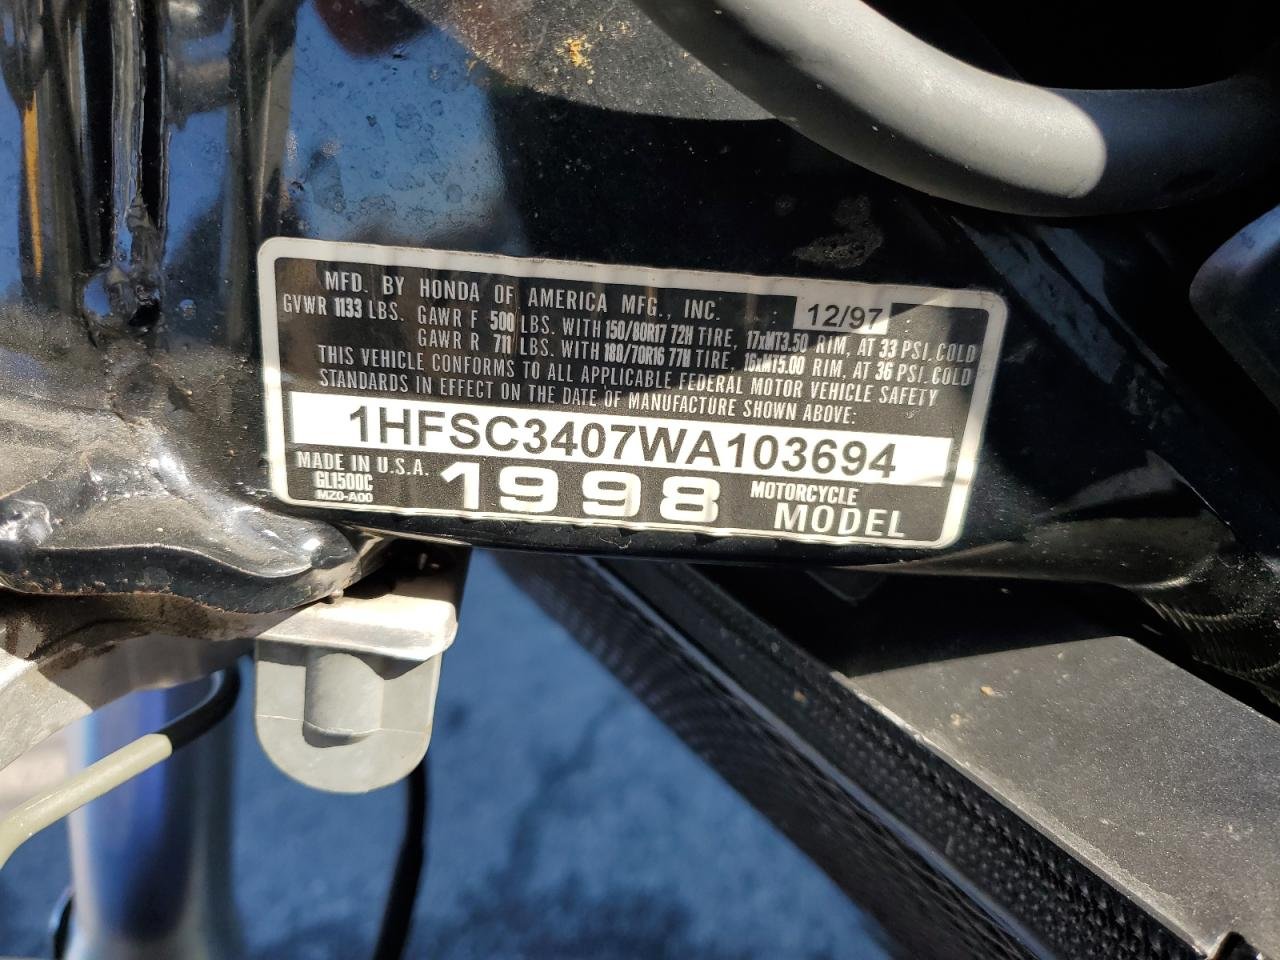 MFD. BY HONDA OF AMERICA MFG., INC. 12/97
GVWR 1133 LBS. GAWR F 500 LBS. WITH 150/80R17 72H TIRE, 17xMT3.50 RIM, AT 33 PSI. COLD
GAWR R 711 LBS. WITH 180/70R16 77H TIRE, 16xMT5.00 RIM, AT 36 PSI. COLD
THIS VEHICLE CONFORMS TO ALL APPLICABLE FEDERAL MOTOR VEHICLE SAFETY
STANDARDS IN EFFECT ON THE DATE OF MANUFACTURE SHOWN ABOVE:
1HFSC3407WA103694
MADE IN U.S.A. 1998 MOTORCYCLE
GL1500C MODEL
MZ0-A00